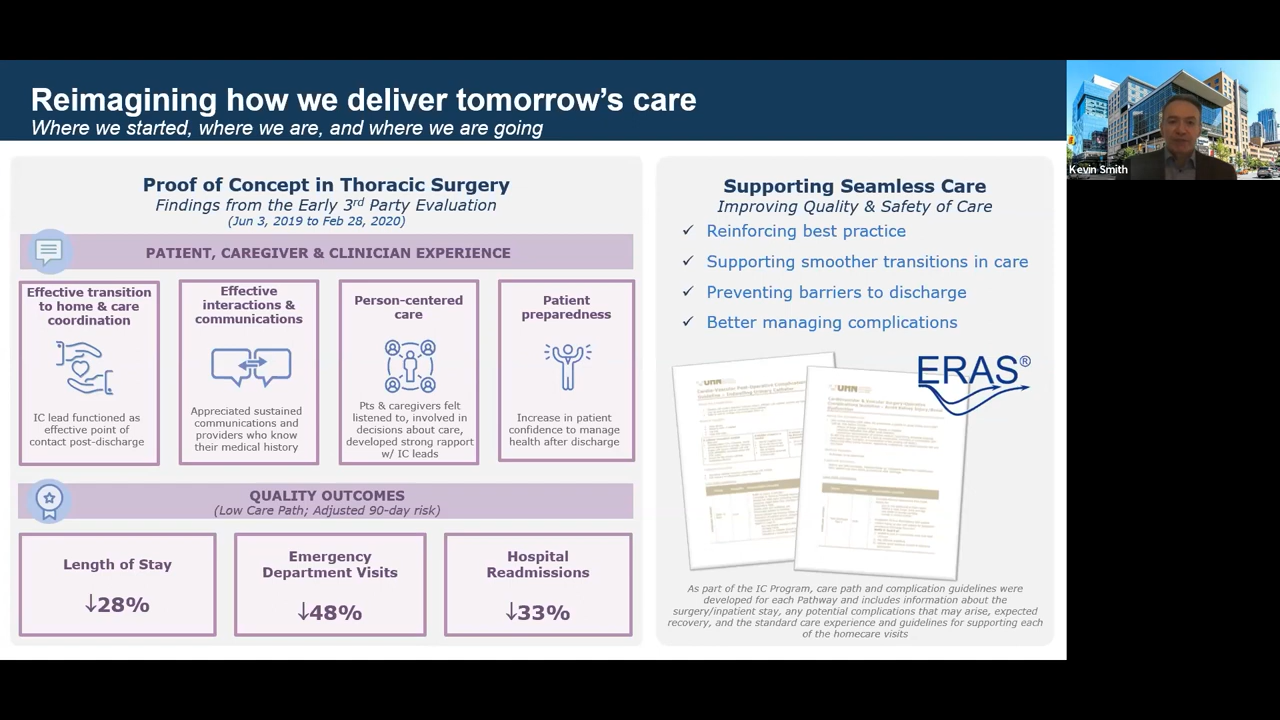 Reimagining how we deliver tomorrow's care
Where we started, where we are, and where we are going
Proof of Concept in Thoracic Surgery
Findings from the Early 3rd Party Evaluation
(Jun 3, 2019 to Feb 28, 2020)
PATIENT, CAREGIVER & CLINICIAN EXPERIENCE
Effective transition
to home & care
coordination
IC lead functioned as
effective point of
contact post-discharge
Effective
interactions &
communications
Appreciated sustained
communications and
providers who know
their medical history
Person-centered
care
Pts & caregivers felt
listened to, involved in
decisions about care,
developed strong rapport
w/ IC leads
Patient
preparedness
Increase in patient
confidence to manage
health after discharge
QUALITY OUTCOMES
(Low Care Path; Adjusted 90-day risk)
Length of Stay
↓28%
Emergency
Department Visits
↓48%
Hospital
Readmissions
↓33%
Supporting Seamless Care
Improving Quality & Safety of Care
✓ Reinforcing best practice
✓ Supporting smoother transitions in care
✓ Preventing barriers to discharge
✓ Better managing complications
UHN
UHN
ERAS®
As part of the IC Program, care path and complication guidelines were
developed for each Pathway and includes information about the
surgery/inpatient stay, any potential complications that may arise, expected
recovery, and the standard care experience and guidelines for supporting each
of the homecare visits
Kevin Smith